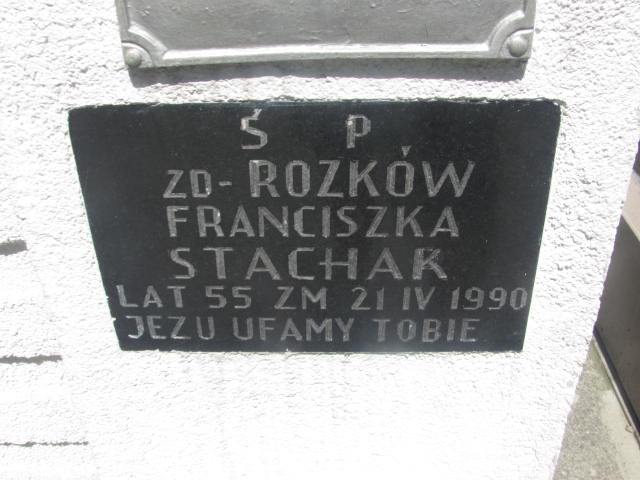 Ś P
ZD-ROZKÓW
FRANCISZKA
STACHAK
LAT 55 ZM 21 IV 1990
JEZU UFAMY TOBIE